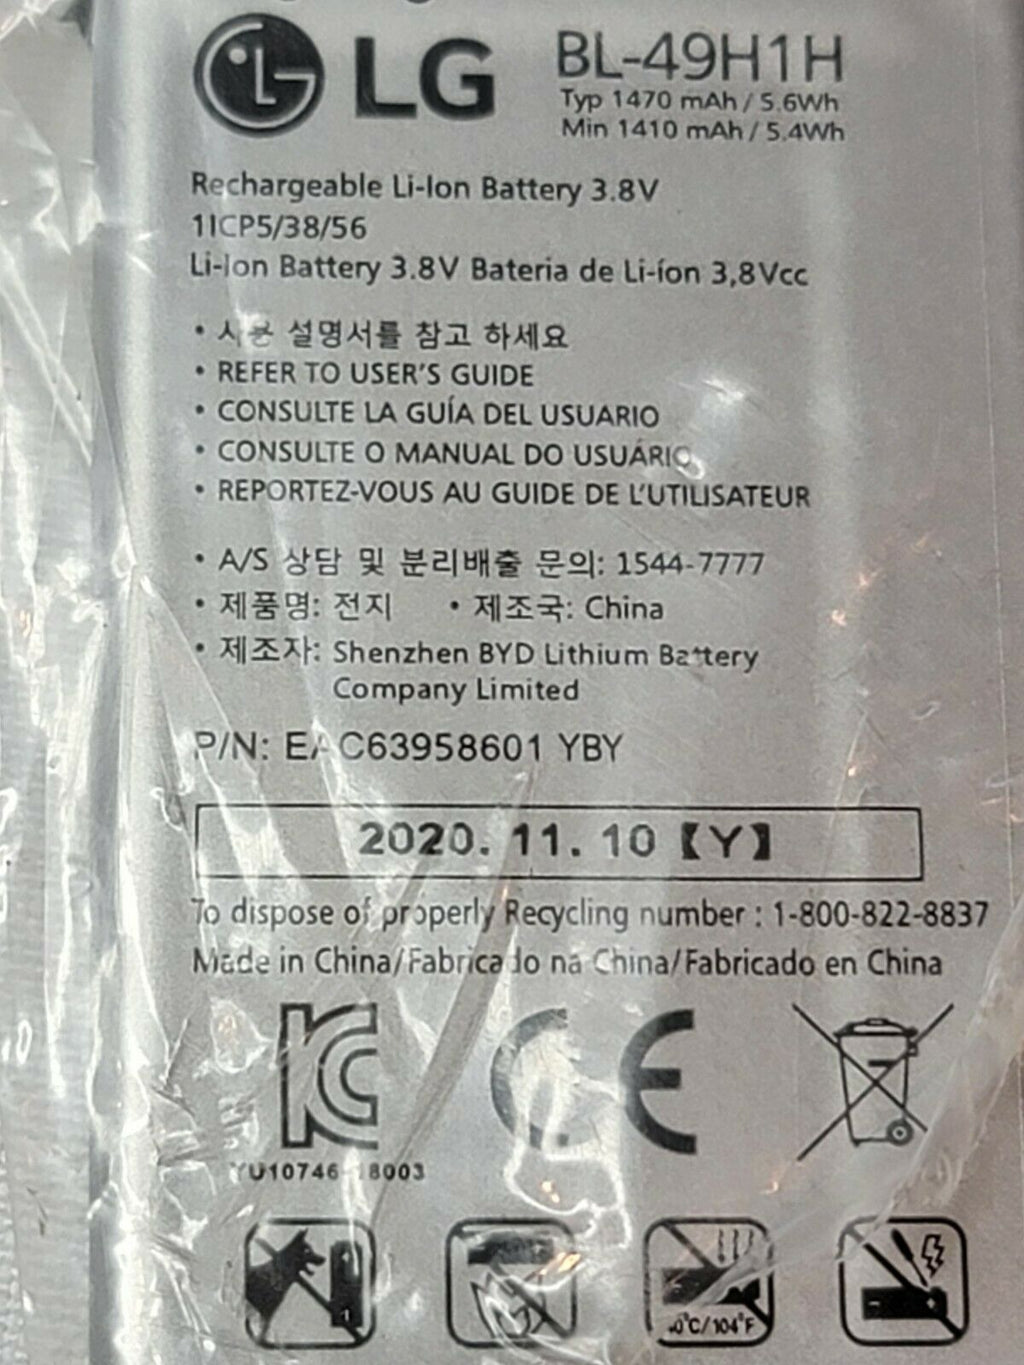 LG
BL-49H1H
Typ 1470 mAh / 5.6Wh
Min 1410 mAh / 5.4Wh
Rechargeable Li-Ion Battery 3.8V
1ICP5/38/56
Li-Ion Battery 3.8V Bateria de Li-íon 3,8Vcc
• 사용 설명서를 참고 하세요
• REFER TO USER'S GUIDE
• CONSULTE LA GUÍA DEL USUARIO
• CONSULTE O MANUAL DO USUÁRIO
• REPORTEZ-VOUS AU GUIDE DE L'UTILISATEUR
• A/S 상담 및 분리배출 문의: 1544-7777
• 제품명: 전지 • 제조국: China
• 제조자: Shenzhen BYD Lithium Battery
Company Limited
P/N: EAC63958601 YBY
2020. 11. 10【Y】
To dispose of properly Recycling number : 1-800-822-8837
Made in China/Fabricado na China/Fabricado en China
YU10746-18003